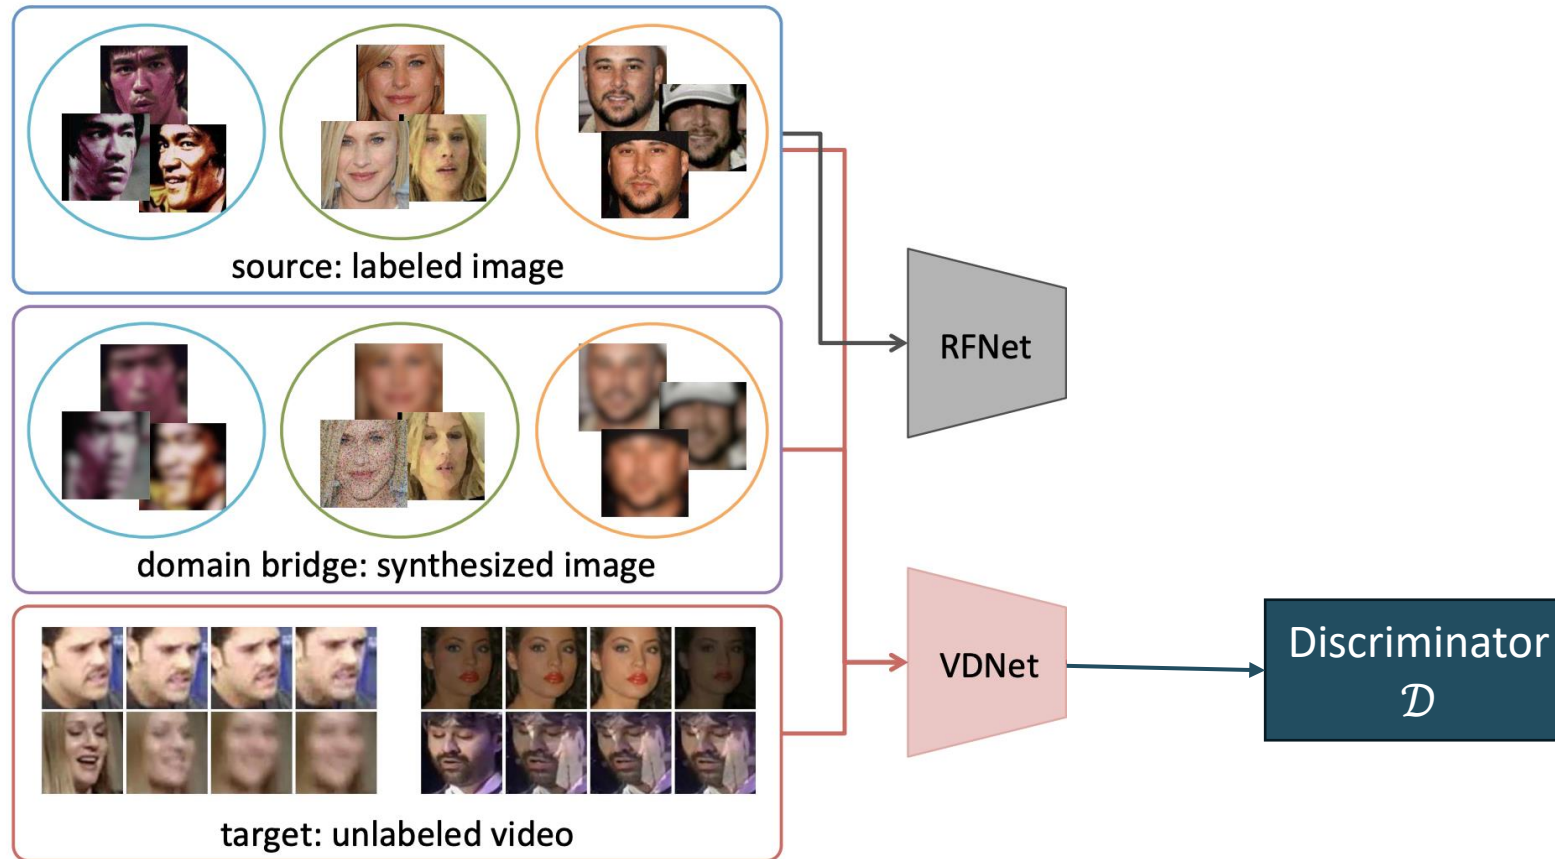 source: labeled image
RFNet
domain bridge: synthesized image
VDNet
Discriminator
𝒟
target: unlabeled video